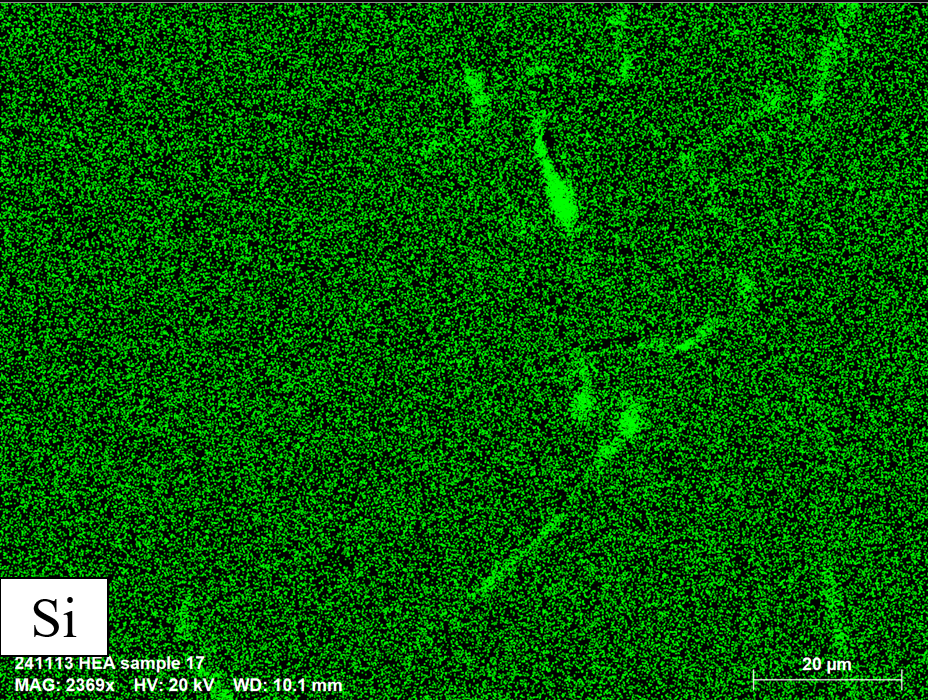 Si
241113 HEA sample 17
20 µm
MAG: 2369x HV: 20 kV WD: 10.1 mm